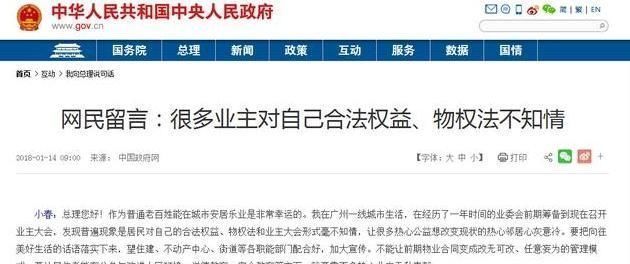 中华人民共和国中央人民政府
www.gov.cn
简 | 繁 | EN
国务院 总理 新闻 政策 互动 服务 数据 国情
首页 > 互动 > 我向总理说句话
网民留言：很多业主对自己合法权益、物权法不知情
2018-01-14 09:00 来源： 中国政府网 【字体：大 中 小】 打印
小春：总理您好！作为普通老百姓能在城市安居乐业是非常幸运的。我在广州一线城市生活，在经历了一年时间的业委会前期筹备到现在召开
业主大会，发现普遍现象是居民对自己的合法权益、物权法和业主大会形式毫不知情，让很多热心公益想改变现状的热心邻居心灰意冷。要把向往
美好生活的话语落实下来，望住建、不动产中心、街道等各职能部门配合好，加大宣传。不能让前期物业合同变成改无可改、任意妄为的管理模